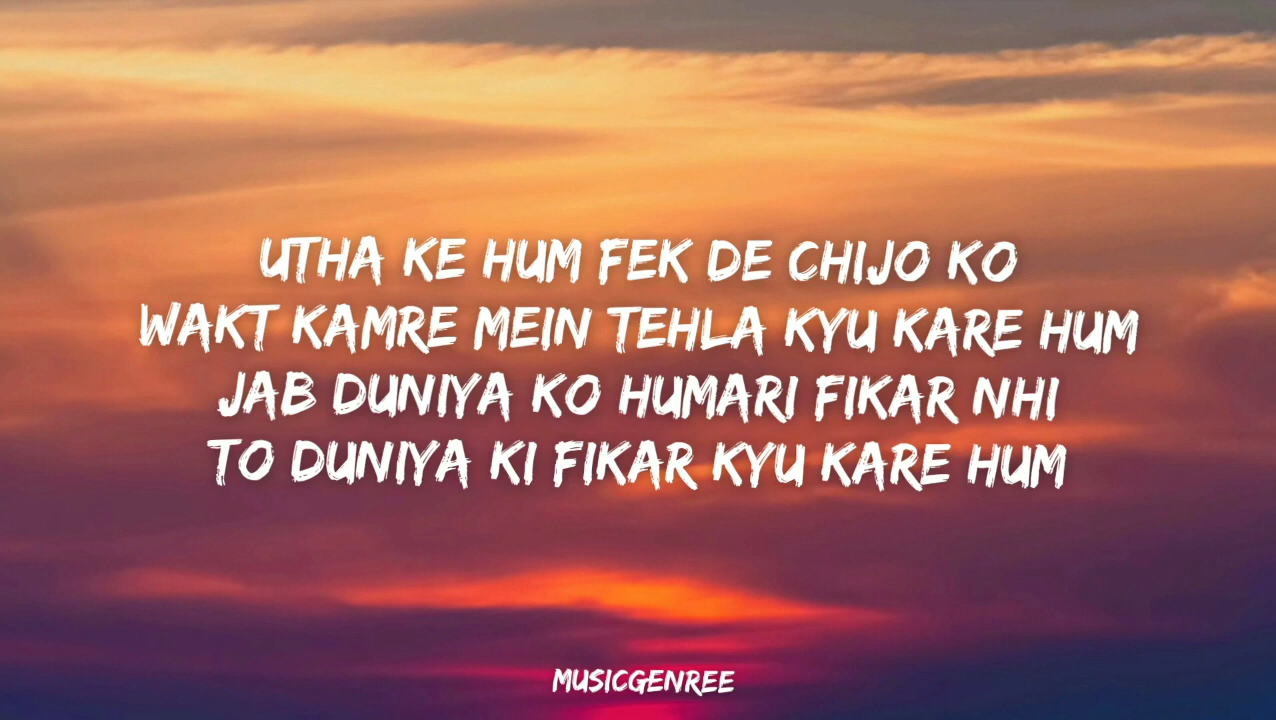 UTHA KE HUM FEK DE CHIJO KO
WAKT KAMRE MEIN TEHLA KYU KARE HUM
JAB DUNIYA KO HUMARI FIKAR NHI
TO DUNIYA KI FIKAR KYU KARE HUM
MUSICGENREE